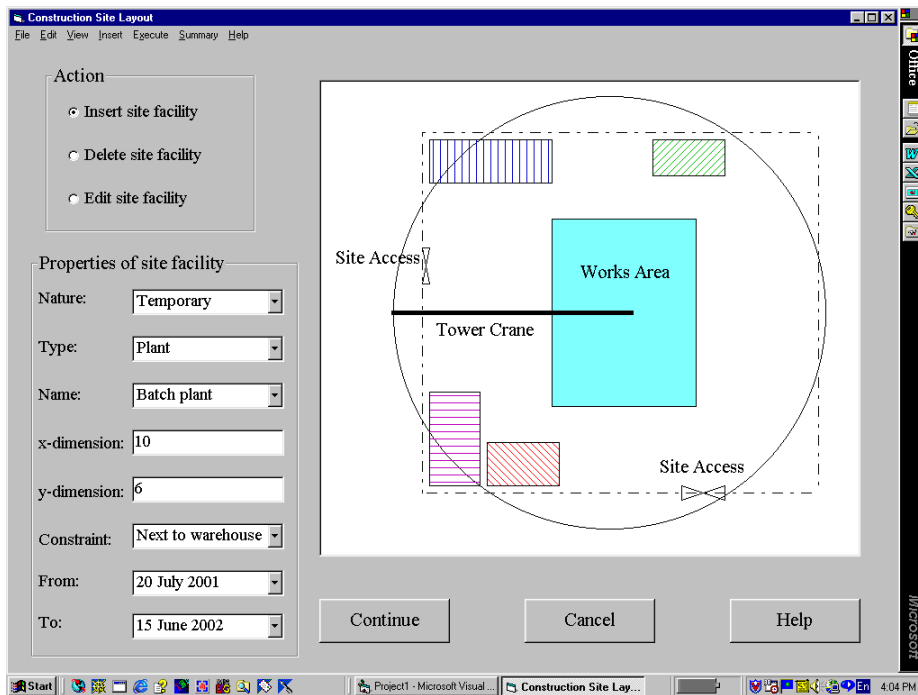 Construction Site Layout
File Edit View Insert Execute Summary Help
Office
Action
Insert site facility
Delete site facility
Edit site facility
Properties of site facility
Nature: Temporary
Type: Plant
Name: Batch plant
x-dimension: 10
y-dimension: 6
Constraint: Next to warehouse
From: 20 July 2001
To: 15 June 2002
Site Access
Works Area
Tower Crane
Site Access
Continue Cancel Help
Microsoft
Start Project1 - Microsoft Visual ... Construction Site Lay... En 4:04 PM